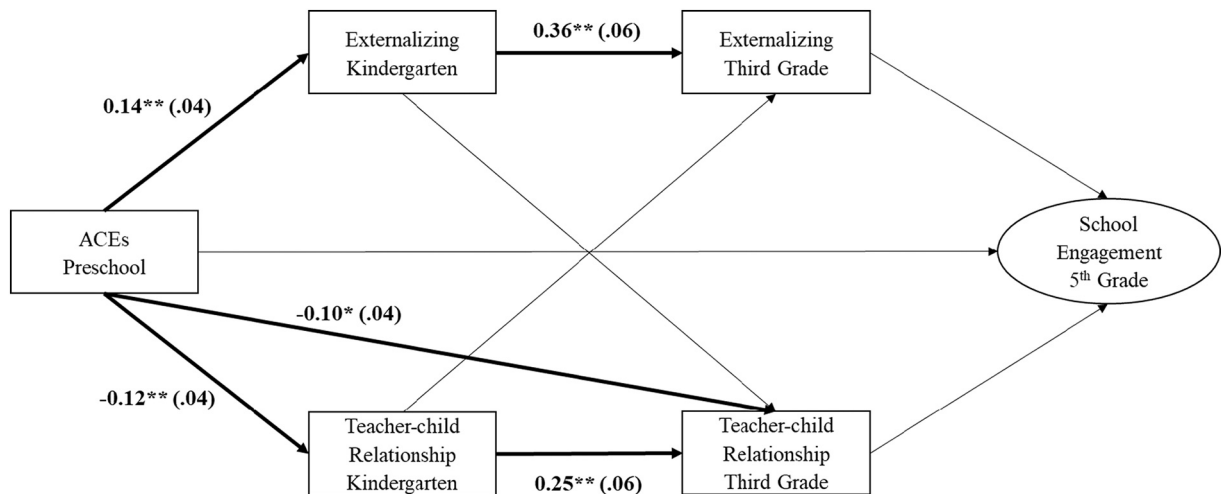 0.36** (.06)
Externalizing
Kindergarten
Externalizing
Third Grade
0.14** (.04)
ACEs
Preschool
School
Engagement
5th Grade
-0.10* (.04)
-0.12** (.04)
Teacher-child
Relationship
Kindergarten
Teacher-child
Relationship
Third Grade
0.25** (.06)